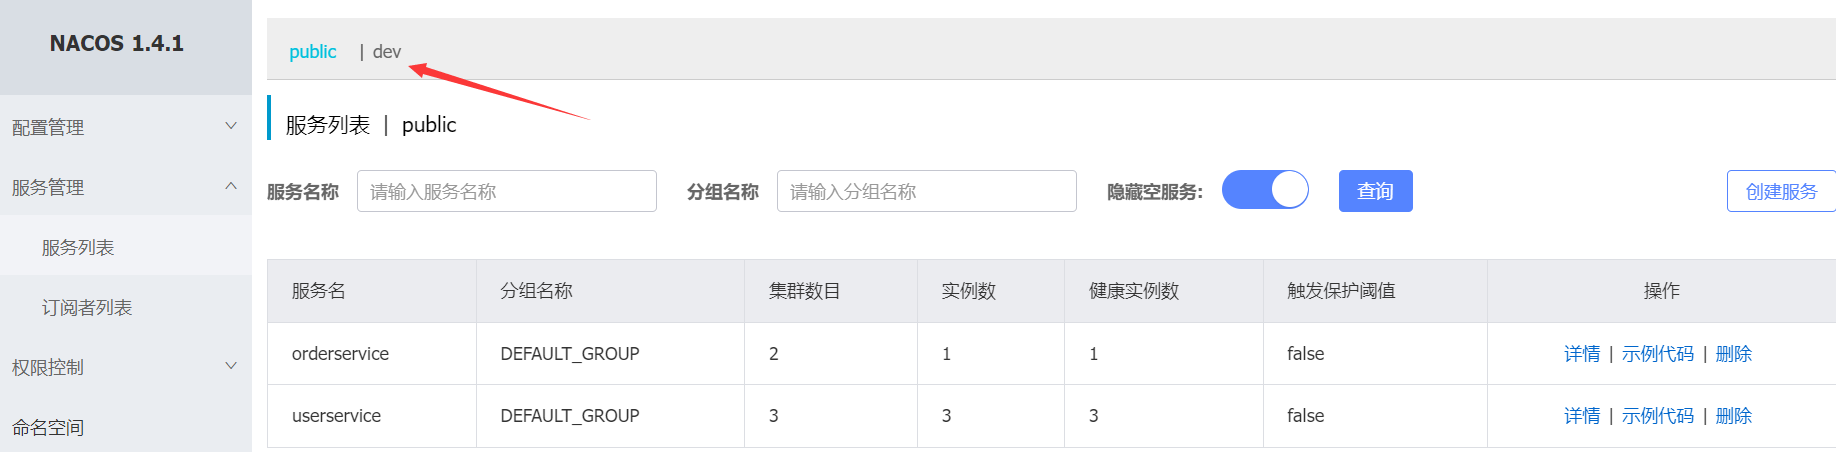 NACOS 1.4.1
配置管理
服务管理
服务列表
订阅者列表
权限控制
命名空间
public | dev
服务列表 | public
服务名称 请输入服务名称 分组名称 请输入分组名称 隐藏空服务: 查询 创建服务
服务名 分组名称 集群数目 实例数 健康实例数 触发保护阈值 操作
orderservice DEFAULT_GROUP 2 1 1 false 详情 | 示例代码 | 删除
userservice DEFAULT_GROUP 3 3 3 false 详情 | 示例代码 | 删除